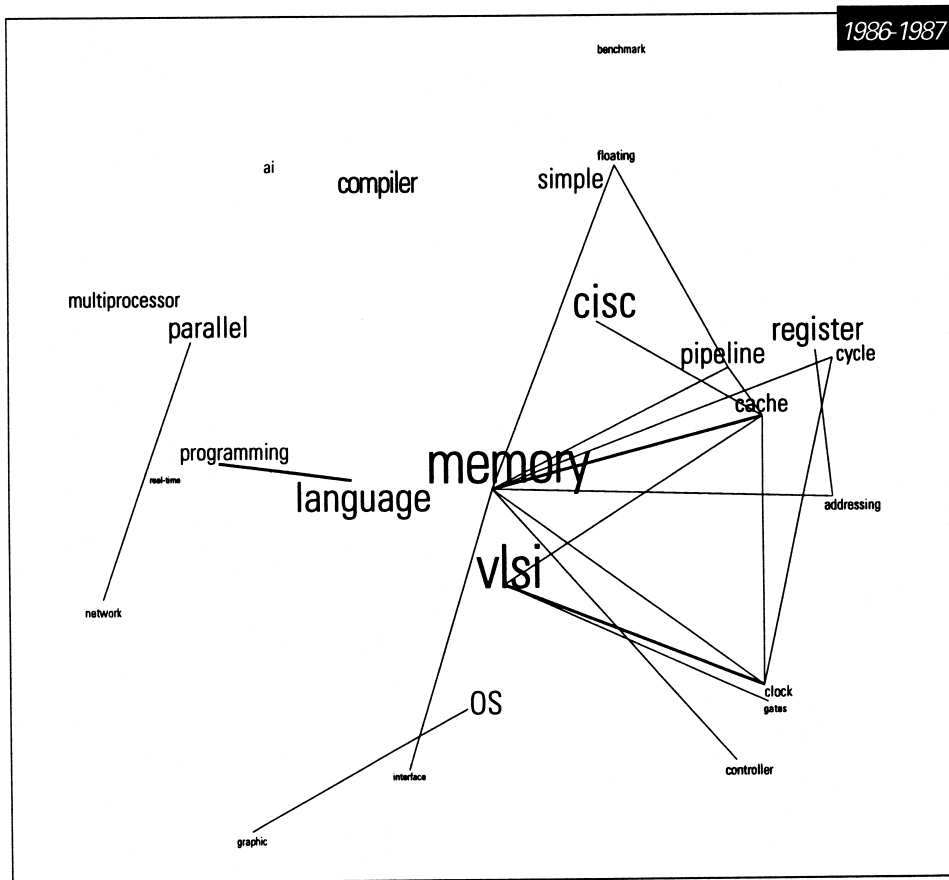 1986-1987
benchmark
floating
ai
simple
compiler
multiprocessor
cisc
parallel
register
pipeline
cycle
cache
programming
memory
real-time
language
addressing
vlsi
network
clock
OS
gates
controller
interface
graphic